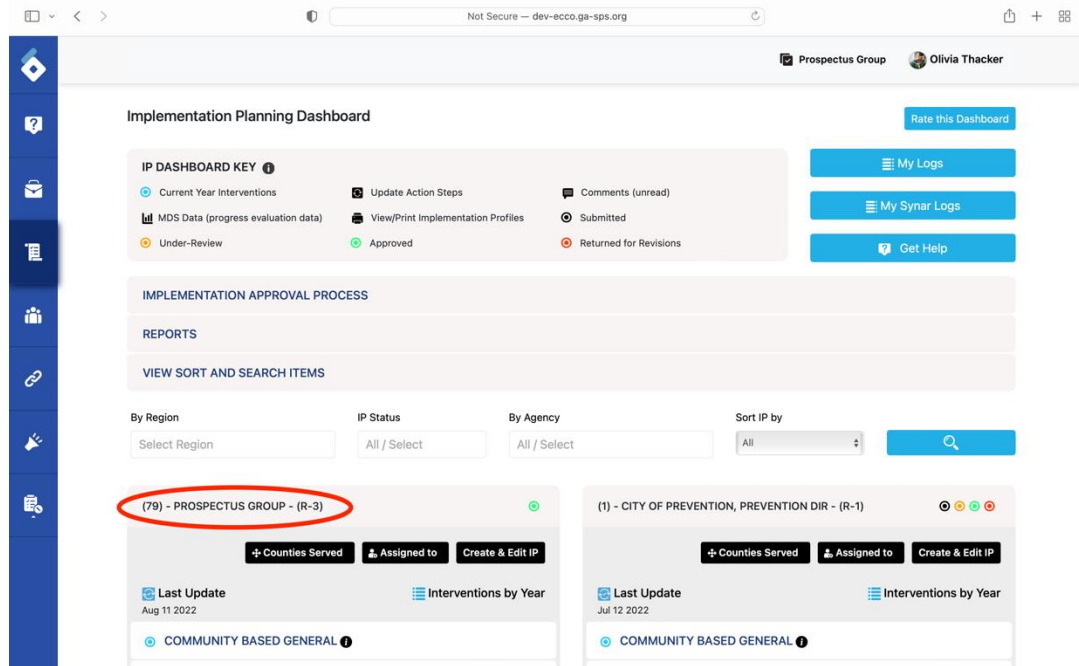 Not Secure — dev-ecco.ga-sps.org
Prospectus Group Olivia Thacker
Implementation Planning Dashboard
Rate this Dashboard
IP DASHBOARD KEY
Current Year Interventions Update Action Steps Comments (unread)
MDS Data (progress evaluation data) View/Print Implementation Profiles Submitted
Under-Review Approved Returned for Revisions
My Logs
My Synar Logs
Get Help
IMPLEMENTATION APPROVAL PROCESS
REPORTS
VIEW SORT AND SEARCH ITEMS
By Region IP Status By Agency Sort IP by
Select Region All / Select All / Select All
(79) - PROSPECTUS GROUP - (R-3)
Counties Served Assigned to Create & Edit IP
Last Update Interventions by Year
Aug 11 2022
COMMUNITY BASED GENERAL
(1) - CITY OF PREVENTION, PREVENTION DIR - (R-1)
Counties Served Assigned to Create & Edit IP
Last Update Interventions by Year
Jul 12 2022
COMMUNITY BASED GENERAL